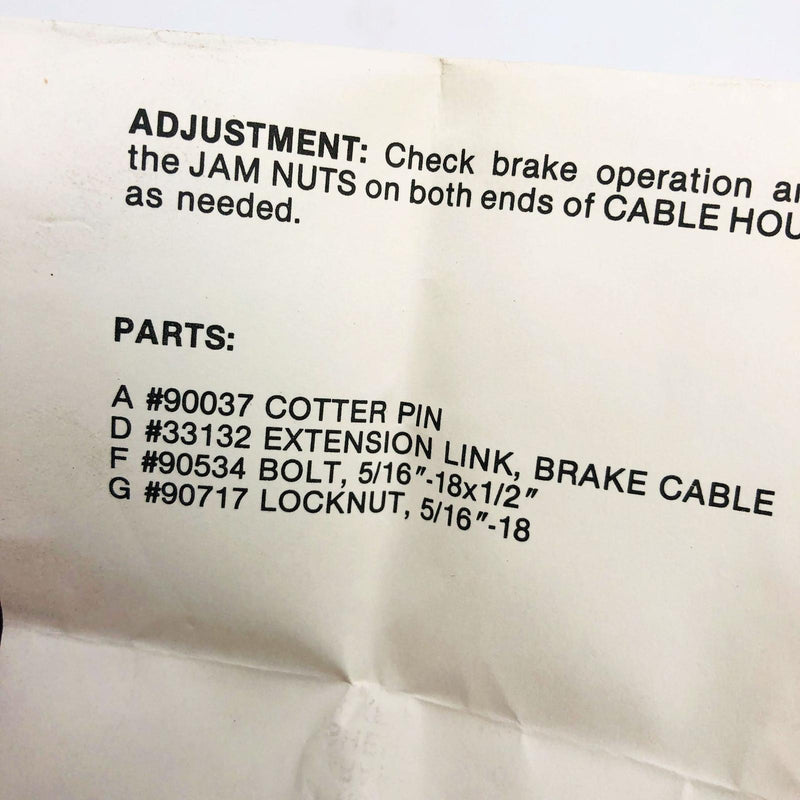 ADJUSTMENT: Check brake operation
the JAM NUTS on both ends of CABLE
as needed.
PARTS:
A #90037 COTTER PIN
D #33132 EXTENSION LINK, BRAKE CABLE
F #90534 BOLT, 5/16"-18x1/2"
G #90717 LOCKNUT, 5/16"-18